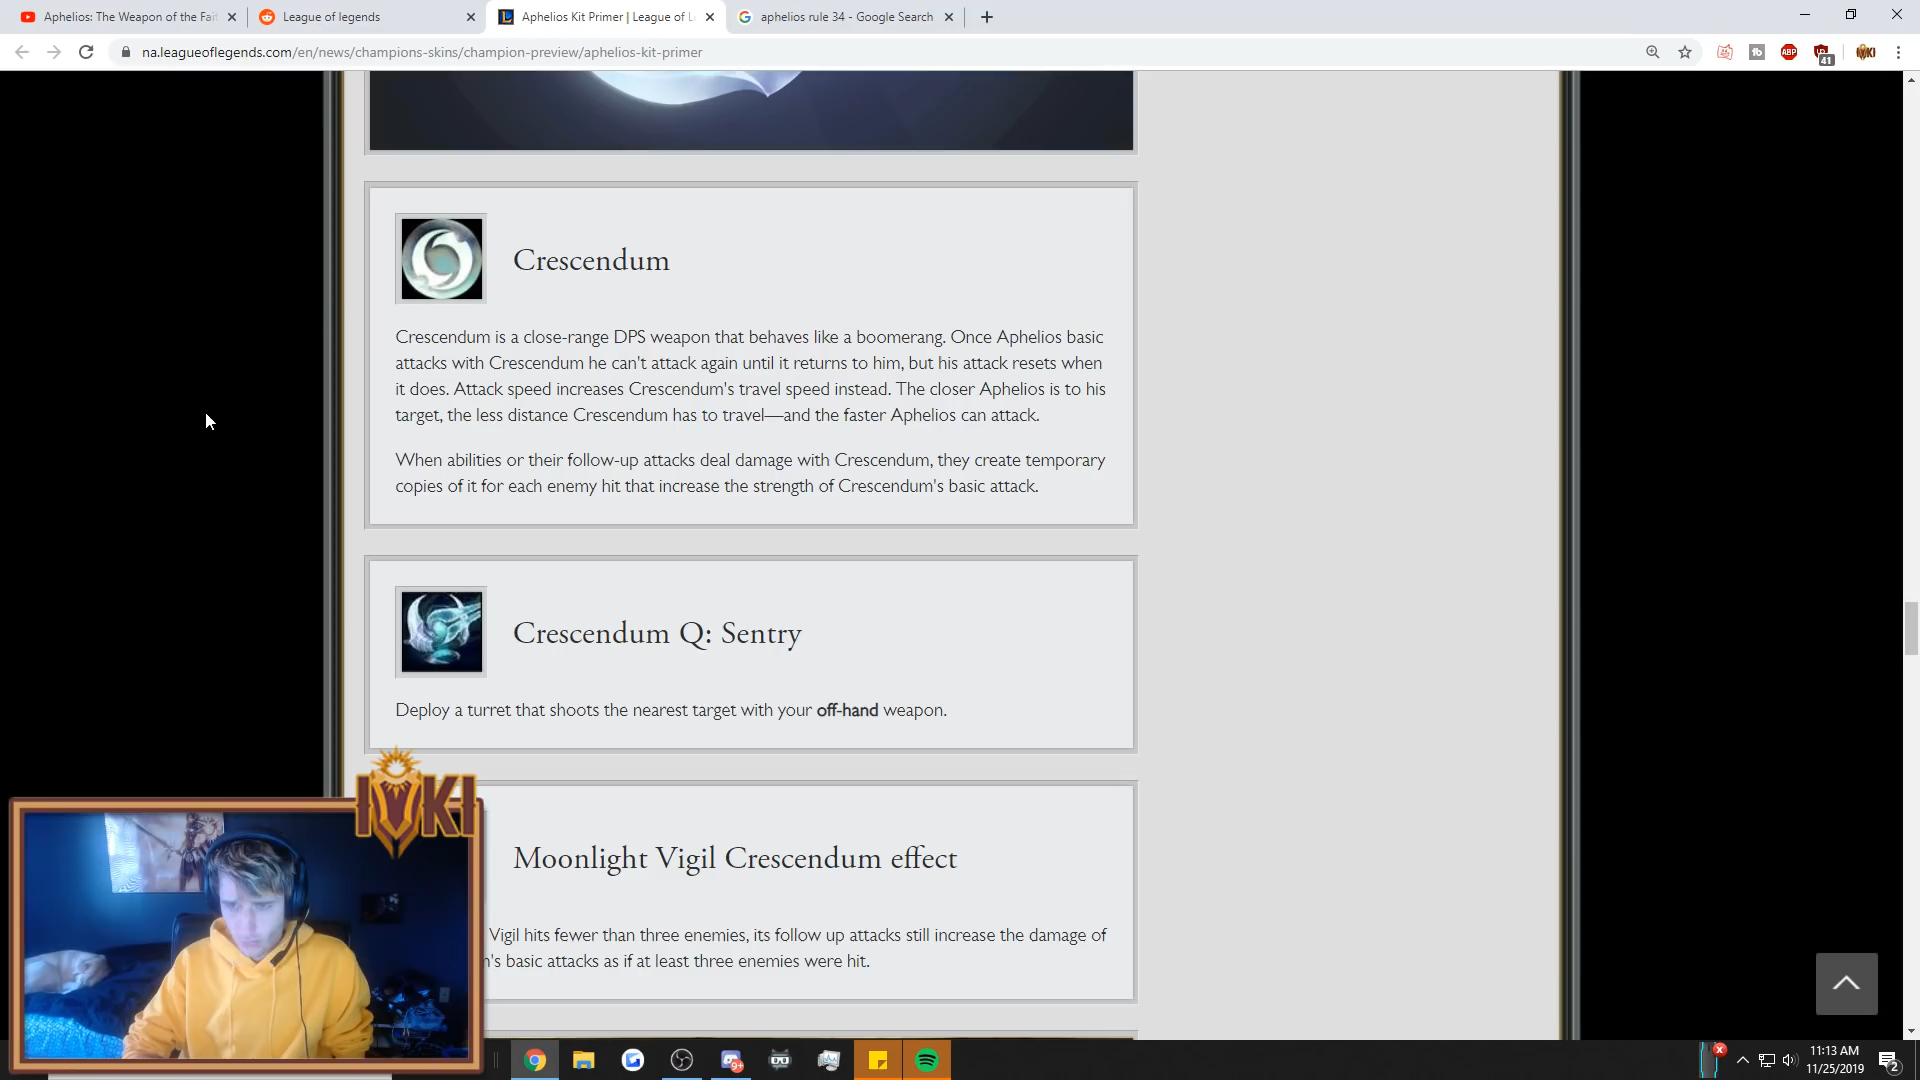 Aphelios: The Weapon of the Fai
League of legends
Aphelios Kit Primer | League of L
aphelios rule 34 - Google Search
na.leagueoflegends.com/en/news/champions-skins/champion-preview/aphelios-kit-primer
ABP
41
IVKI
Crescendum
Crescendum is a close-range DPS weapon that behaves like a boomerang. Once Aphelios basic
attacks with Crescendum he can't attack again until it returns to him, but his attack resets when
it does. Attack speed increases Crescendum's travel speed instead. The closer Aphelios is to his
target, the less distance Crescendum has to travel—and the faster Aphelios can attack.
When abilities or their follow-up attacks deal damage with Crescendum, they create temporary
copies of it for each enemy hit that increase the strength of Crescendum's basic attack.
Crescendum Q: Sentry
Deploy a turret that shoots the nearest target with your off-hand weapon.
IVKI
Moonlight Vigil Crescendum effect
Vigil hits fewer than three enemies, its follow up attacks still increase the damage of
's basic attacks as if at least three enemies were hit.
9+
11:13 AM
11/25/2019
2